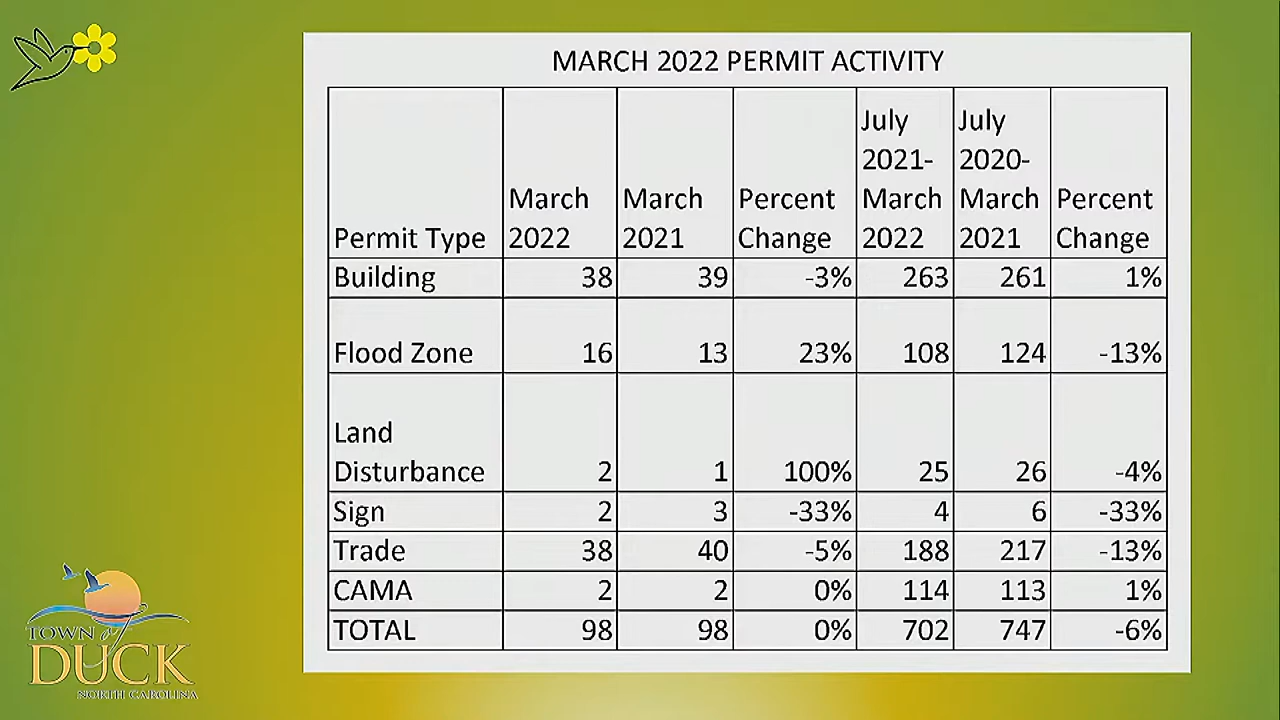 MARCH 2022 PERMIT ACTIVITY
Permit Type March 2022 March 2021 Percent Change July 2021- March 2022 July 2020- March 2021 Percent Change
Building 38 39 -3% 263 261 1%
Flood Zone 16 13 23% 108 124 -13%
Land Disturbance 2 1 100% 25 26 -4%
Sign 2 3 -33% 4 6 -33%
Trade 38 40 -5% 188 217 -13%
CAMA 2 2 0% 114 113 1%
TOTAL 98 98 0% 702 747 -6%
TOWN of
DUCK
NORTH CAROLINA